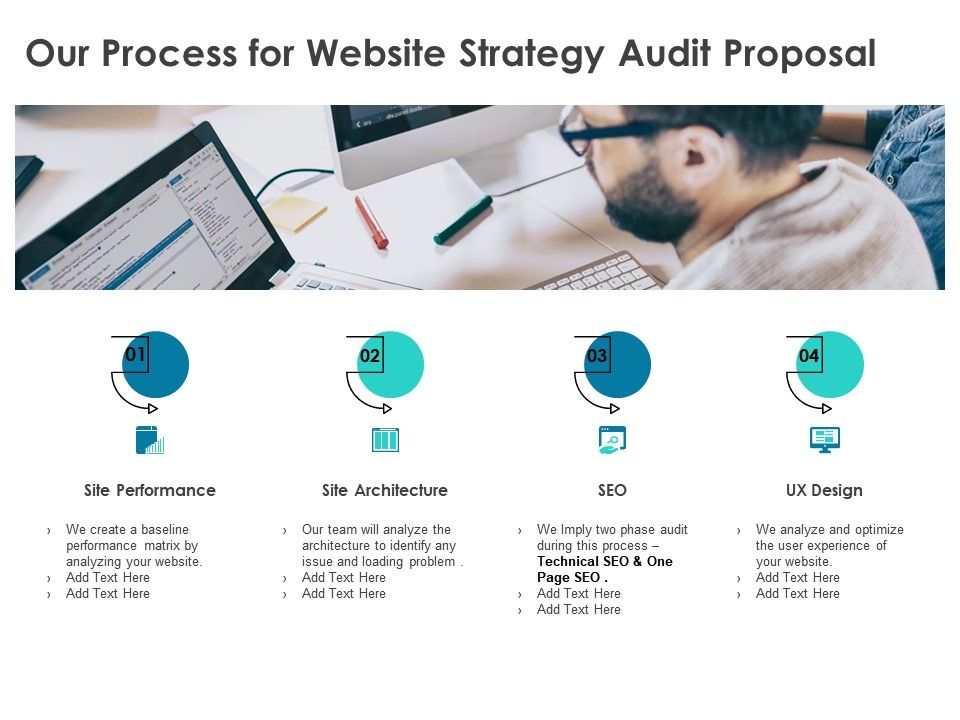 Our Process for Website Strategy Audit Proposal
01
02
03
04
Site Performance
› We create a baseline
performance matrix by
analyzing your website.
› Add Text Here
› Add Text Here
Site Architecture
› Our team will analyze the
architecture to identify any
issue and loading problem .
› Add Text Here
› Add Text Here
SEO
› We Imply two phase audit
during this process –
Technical SEO & One
Page SEO .
› Add Text Here
› Add Text Here
UX Design
› We analyze and optimize
the user experience of
your website.
› Add Text Here
› Add Text Here